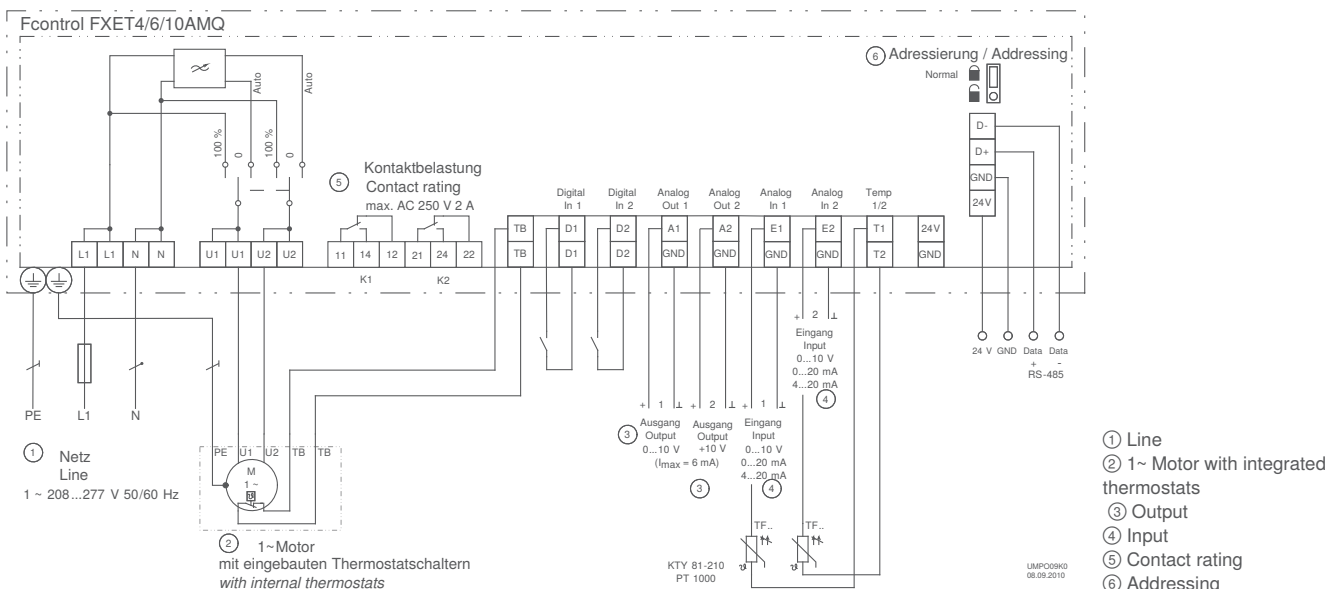 Fcontrol FXET4/6/10AMQ
⑥ Adressierung / Addressing
Normal
Auto
Auto
100 %
0
100 %
0
⑤ Kontaktbelastung
Contact rating
max. AC 250 V 2 A
D-
D+
GND
24V
Digital In 1
Digital In 2
Analog Out 1
Analog Out 2
Analog In 1
Analog In 2
Temp 1/2
TB D1 D2 A1 A2 E1 E2 T1 24V
L1 L1 N N U1 U1 U2 U2 11 14 12 21 24 22 TB D1 D2 GND GND GND GND T2 GND
K1 K2
+ 2 ⊥
Eingang
Input
0...10 V
0...20 mA
4...20 mA
④
24 V GND Data + Data -
RS-485
PE L1 N
① Netz
Line
1 ~ 208...277 V 50/60 Hz
+ 1 ⊥
③ Ausgang
Output
0...10 V
(Imax = 6 mA)
+ 2 ⊥
Ausgang
Output
+10 V
③
+ 1 ⊥
Eingang
Input
0...10 V
0...20 mA
4...20 mA
④
PE U1 U2 TB TB
M
1 ~
② 1~Motor
mit eingebauten Thermostatschaltern
with internal thermostats
TF.. TF..
KTY 81-210
PT 1000
UMPO09K0
08.09.2010
① Line
② 1~ Motor with integrated
thermostats
③ Output
④ Input
⑤ Contact rating
⑥ Addressing